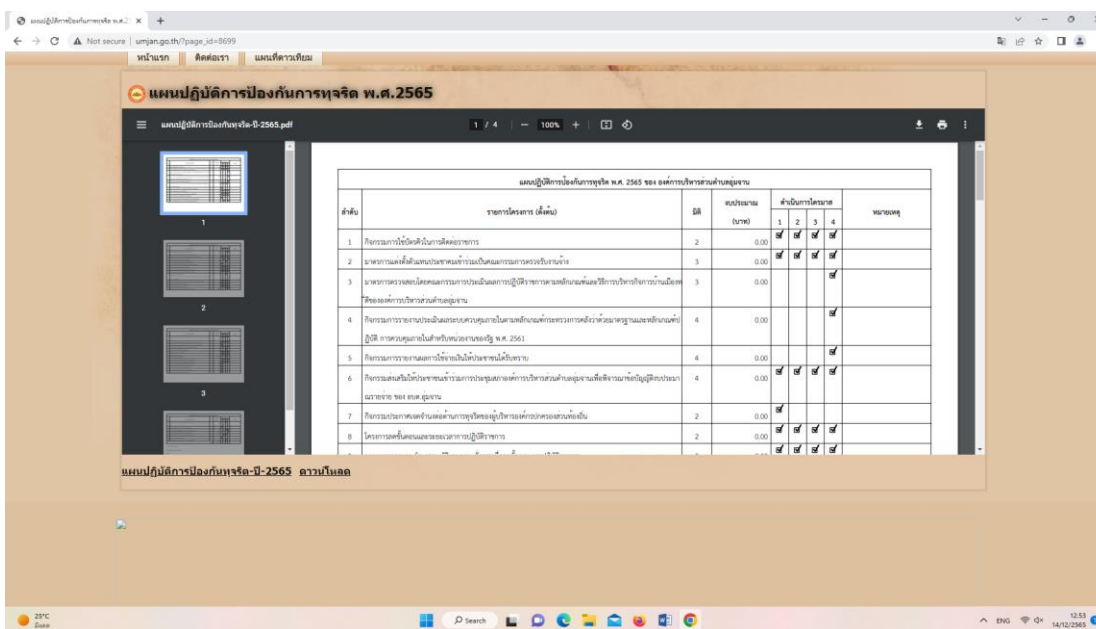 แผนปฏิบัติการป้องกันการทุจริต พ.ศ.2
Not secure
umjan.go.th/?page_id=8699
หน้าแรก ติดต่อเรา แผนที่ดาวเทียม
แผนปฏิบัติการป้องกันการทุจริต พ.ศ.2565
แผนปฏิบัติการป้องกันทุจริต-ปี-2565.pdf
1 / 4
100%
1
2
3
แผนปฏิบัติการป้องกันการทุจริต พ.ศ. 2565 ของ องค์การบริหารส่วนตำบลอุ่มจาน
ลำดับ รายการโครงการ (ตั้งต้น) มิติ งบประมาณ (บาท) ดำเนินการไตรมาส หมายเหตุ
1 2 3 4
1 กิจกรรมการใช้บัตรคิวในการติดต่อราชการ 2 0.00
2 มาตรการแต่งตั้งตัวแทนประชาคมเข้าร่วมเป็นคณะกรรมการตรวจรับงานจ้าง 3 0.00
3 มาตรการตรวจสอบโดยคณะกรรมการประเมินผลการปฏิบัติราชการตามหลักเกณฑ์และวิธีการบริหารกิจการบ้านเมือง 3 0.00
ดีขององค์การบริหารส่วนตำบลอุ่มจาน
4 กิจกรรมการรายงานประเมินผลระบบควบคุมภายในตามหลักเกณฑ์กระทรวงการคลังว่าด้วยมาตรฐานและหลักเกณฑ์ป 4 0.00
ฏิบัติ การควบคุมภายในสำหรับหน่วยงานของรัฐ พ.ศ. 2561
5 กิจกรรมการรายงานผลการใช้จ่ายเงินให้ประชาชนได้รับทราบ 4 0.00
6 กิจกรรมส่งเสริมให้ประชาชนเข้าร่วมการประชุมสภาองค์การบริหารส่วนตำบลอุ่มจานเพื่อพิจารณาข้อบัญญัติงบประมา 4 0.00
ณรายจ่าย ของ อบต.อุ่มจาน
7 กิจกรรมประกาศเจตจำนงต่อต้านการทุจริตของผู้บริหารองค์กรปกครองส่วนท้องถิ่น 2 0.00
8 โครงการลดขั้นตอนและระยะเวลาการปฏิบัติราชการ 2 0.00
แผนปฏิบัติการป้องกันทุจริต-ปี-2565 ดาวน์โหลด
25°C
Search
ENG
12:53
14/12/2565